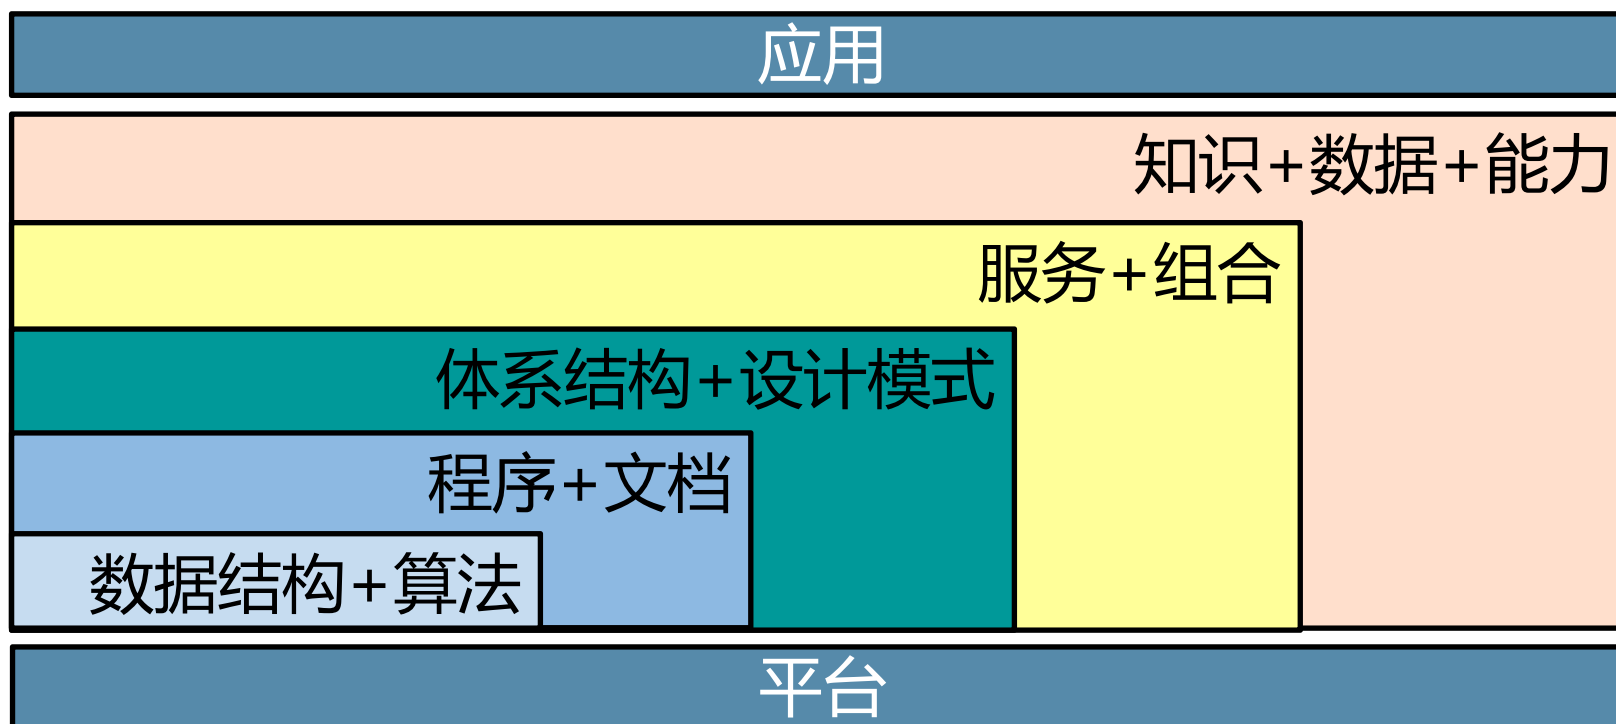 应用
知识+数据+能力
服务+组合
体系结构+设计模式
程序+文档
数据结构+算法
平台